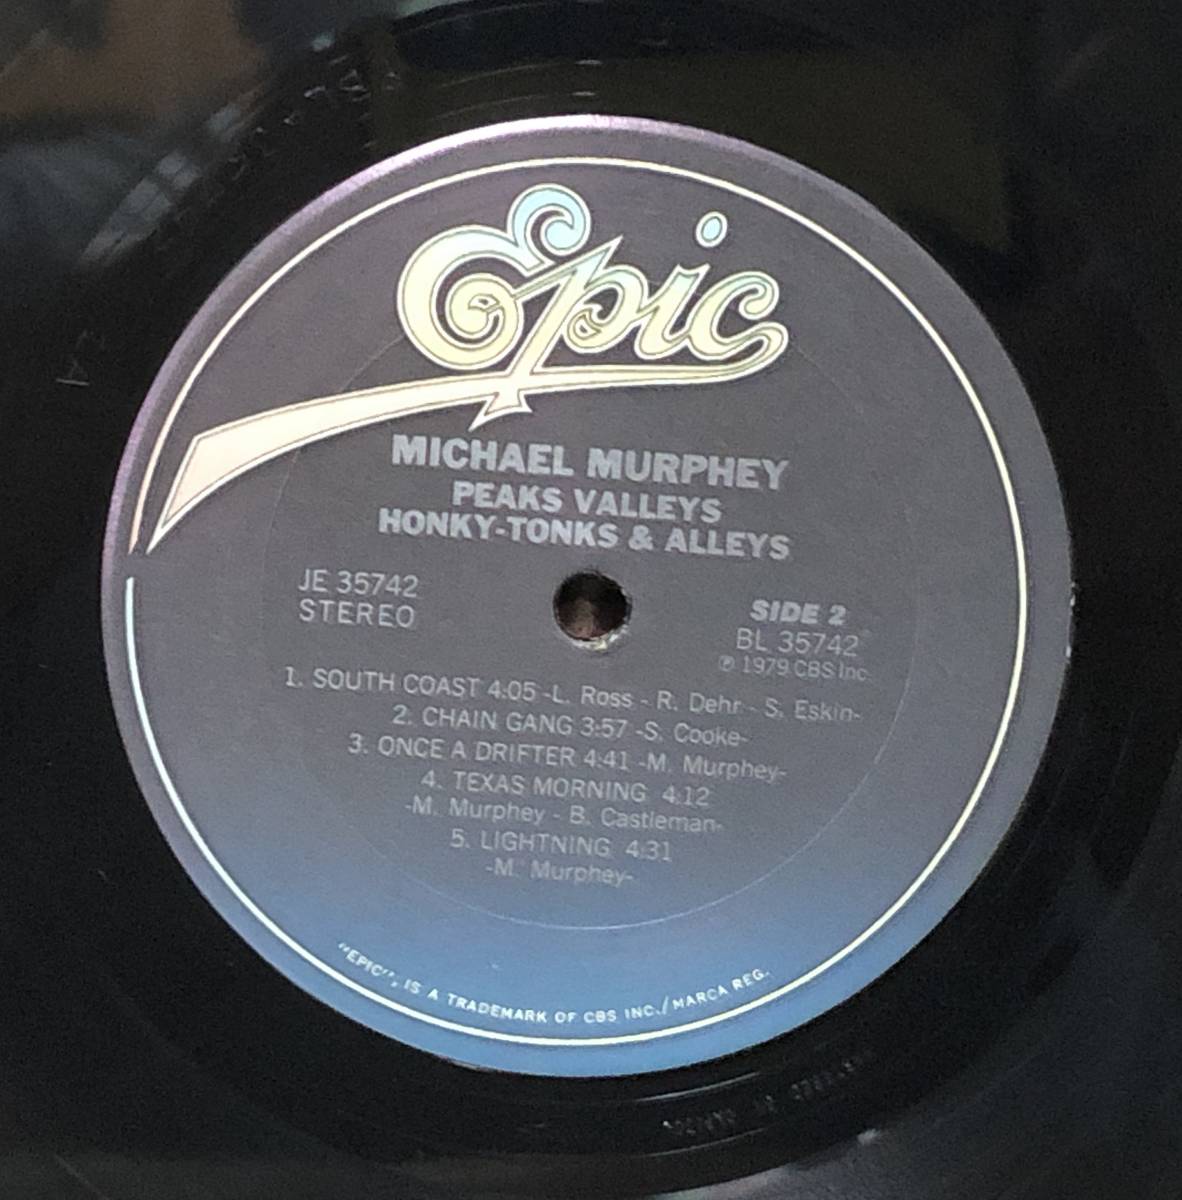 Epic
MICHAEL MURPHEY
PEAKS VALLEYS
HONKY-TONKS & ALLEYS
JE 35742
STEREO
SIDE 2
BL 35742
℗ 1979 CBS Inc.
1. SOUTH COAST 4:05 -L. Ross - R. Dehr - S. Eskin-
2. CHAIN GANG 3:57 -S. Cooke-
3. ONCE A DRIFTER 4:41 -M. Murphey-
4. TEXAS MORNING 4:12
-M. Murphey - B. Castleman-
5. LIGHTNING 4:31
-M. Murphey-
"EPIC", IS A TRADEMARK OF CBS INC./MARCA REG.